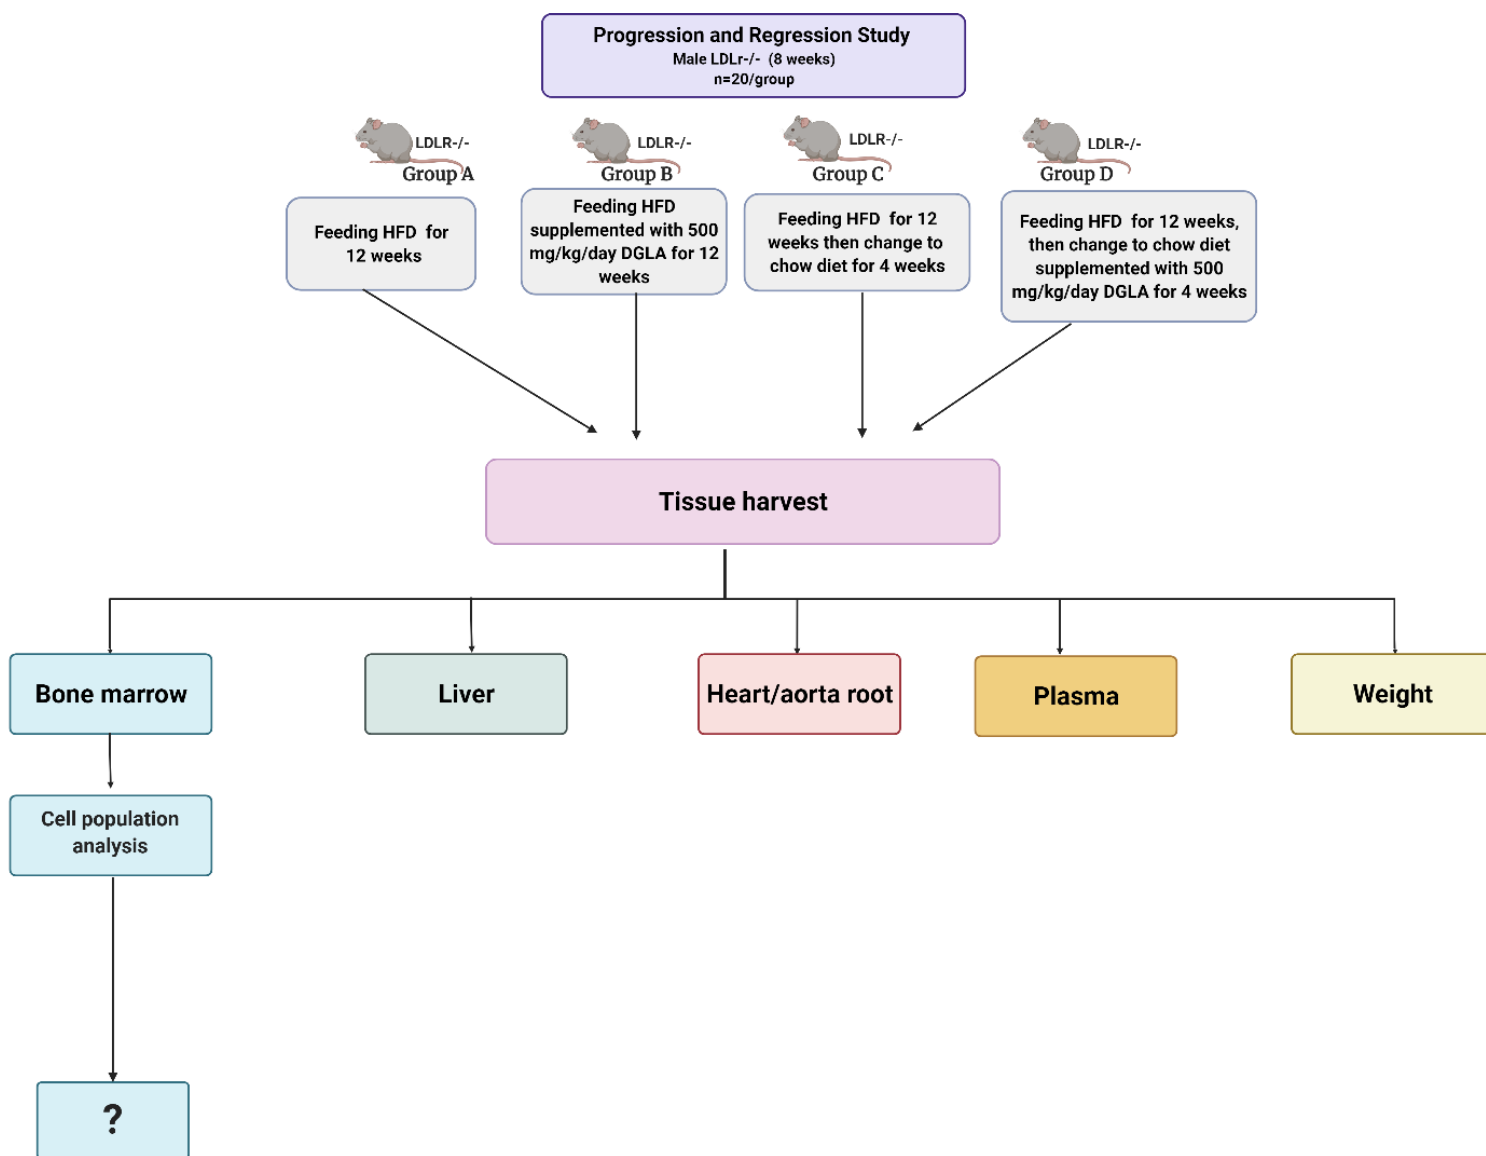 Progression and Regression Study
Male LDLr-/- (8 weeks)
n=20/group
LDLR-/-
Group A
LDLR-/-
Group B
LDLR-/-
Group C
LDLR-/-
Group D
Feeding HFD for
12 weeks
Feeding HFD
supplemented with 500
mg/kg/day DGLA for 12
weeks
Feeding HFD for 12
weeks then change to
chow diet for 4 weeks
Feeding HFD for 12 weeks,
then change to chow diet
supplemented with 500
mg/kg/day DGLA for 4 weeks
Tissue harvest
Bone marrow
Liver
Heart/aorta root
Plasma
Weight
Cell population
analysis
?